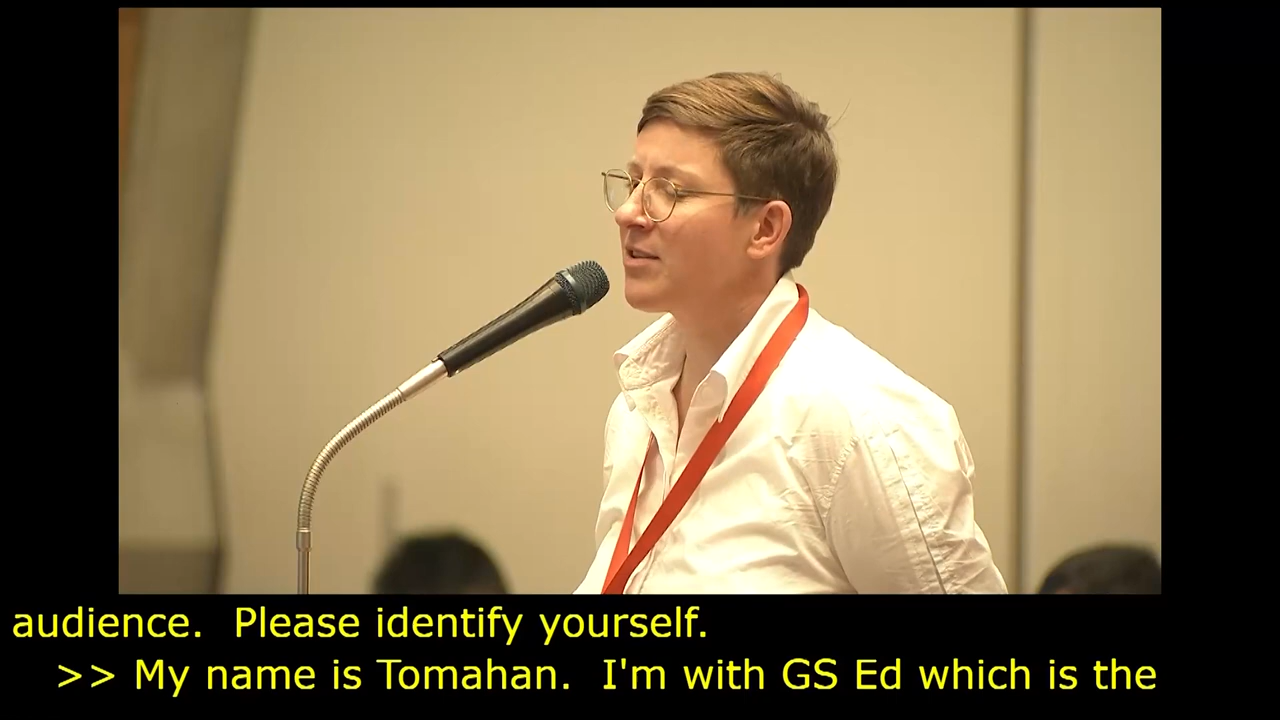 audience.  Please identify yourself.
>> My name is Tomahan.  I'm with GS Ed which is the